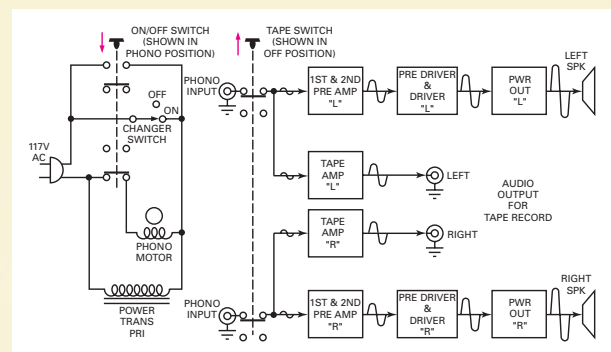 ON/OFF SWITCH
(SHOWN IN
PHONO POSITION)
TAPE SWITCH
(SHOWN IN
OFF POSITION)
LEFT
SPK
OFF
ON
CHANGER
SWITCH
117V
AC
PHONO
MOTOR
POWER
TRANS
PRI
PHONO
INPUT
1ST & 2ND
PRE AMP
"L"
PRE DRIVER
&
DRIVER
"L"
PWR
OUT
"L"
TAPE
AMP
"L"
LEFT
AUDIO
OUTPUT
FOR
TAPE RECORD
TAPE
AMP
"R"
RIGHT
RIGHT
SPK
PHONO
INPUT
1ST & 2ND
PRE AMP
"R"
PRE DRIVER
&
DRIVER
"R"
PWR
OUT
"R"